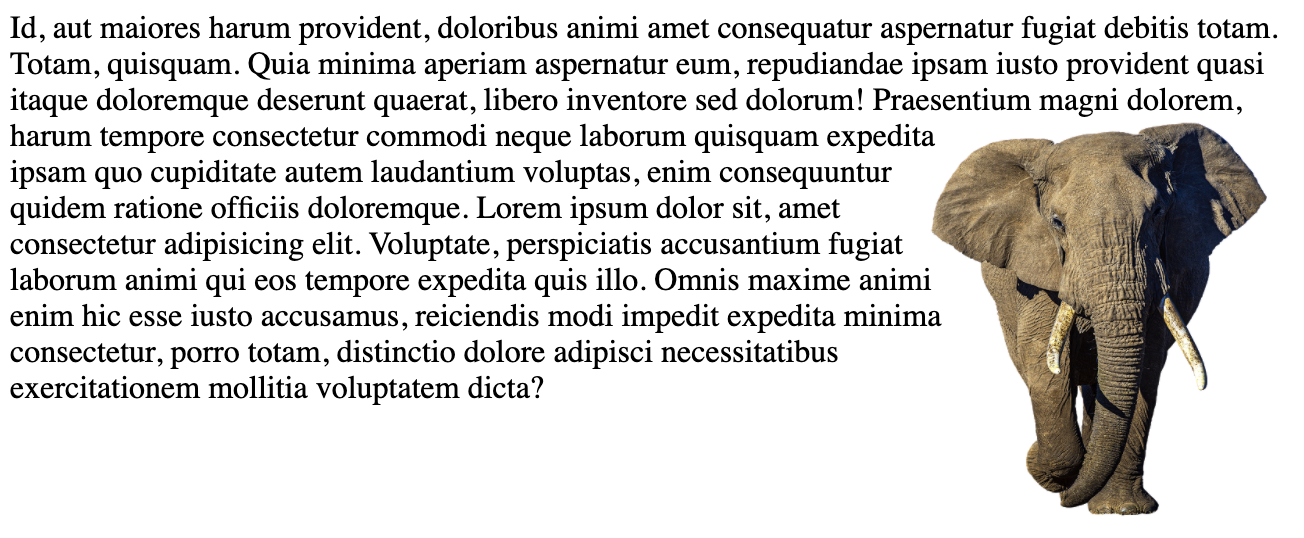 Id, aut maiores harum provident, doloribus animi amet consequatur aspernatur fugiat debitis totam.
Totam, quisquam. Quia minima aperiam aspernatur eum, repudiandae ipsam iusto provident quasi
itaque doloremque deserunt quaerat, libero inventore sed dolorum! Praesentium magni dolorem,
harum tempore consectetur commodi neque laborum quisquam expedita
ipsam quo cupiditate autem laudantium voluptas, enim consequuntur
quidem ratione officiis doloremque. Lorem ipsum dolor sit, amet
consectetur adipisicing elit. Voluptate, perspiciatis accusantium fugiat
laborum animi qui eos tempore expedita quis illo. Omnis maxime animi
enim hic esse iusto accusamus, reiciendis modi impedit expedita minima
consectetur, porro totam, distinctio dolore adipisci necessitatibus
exercitationem mollitia voluptatem dicta?